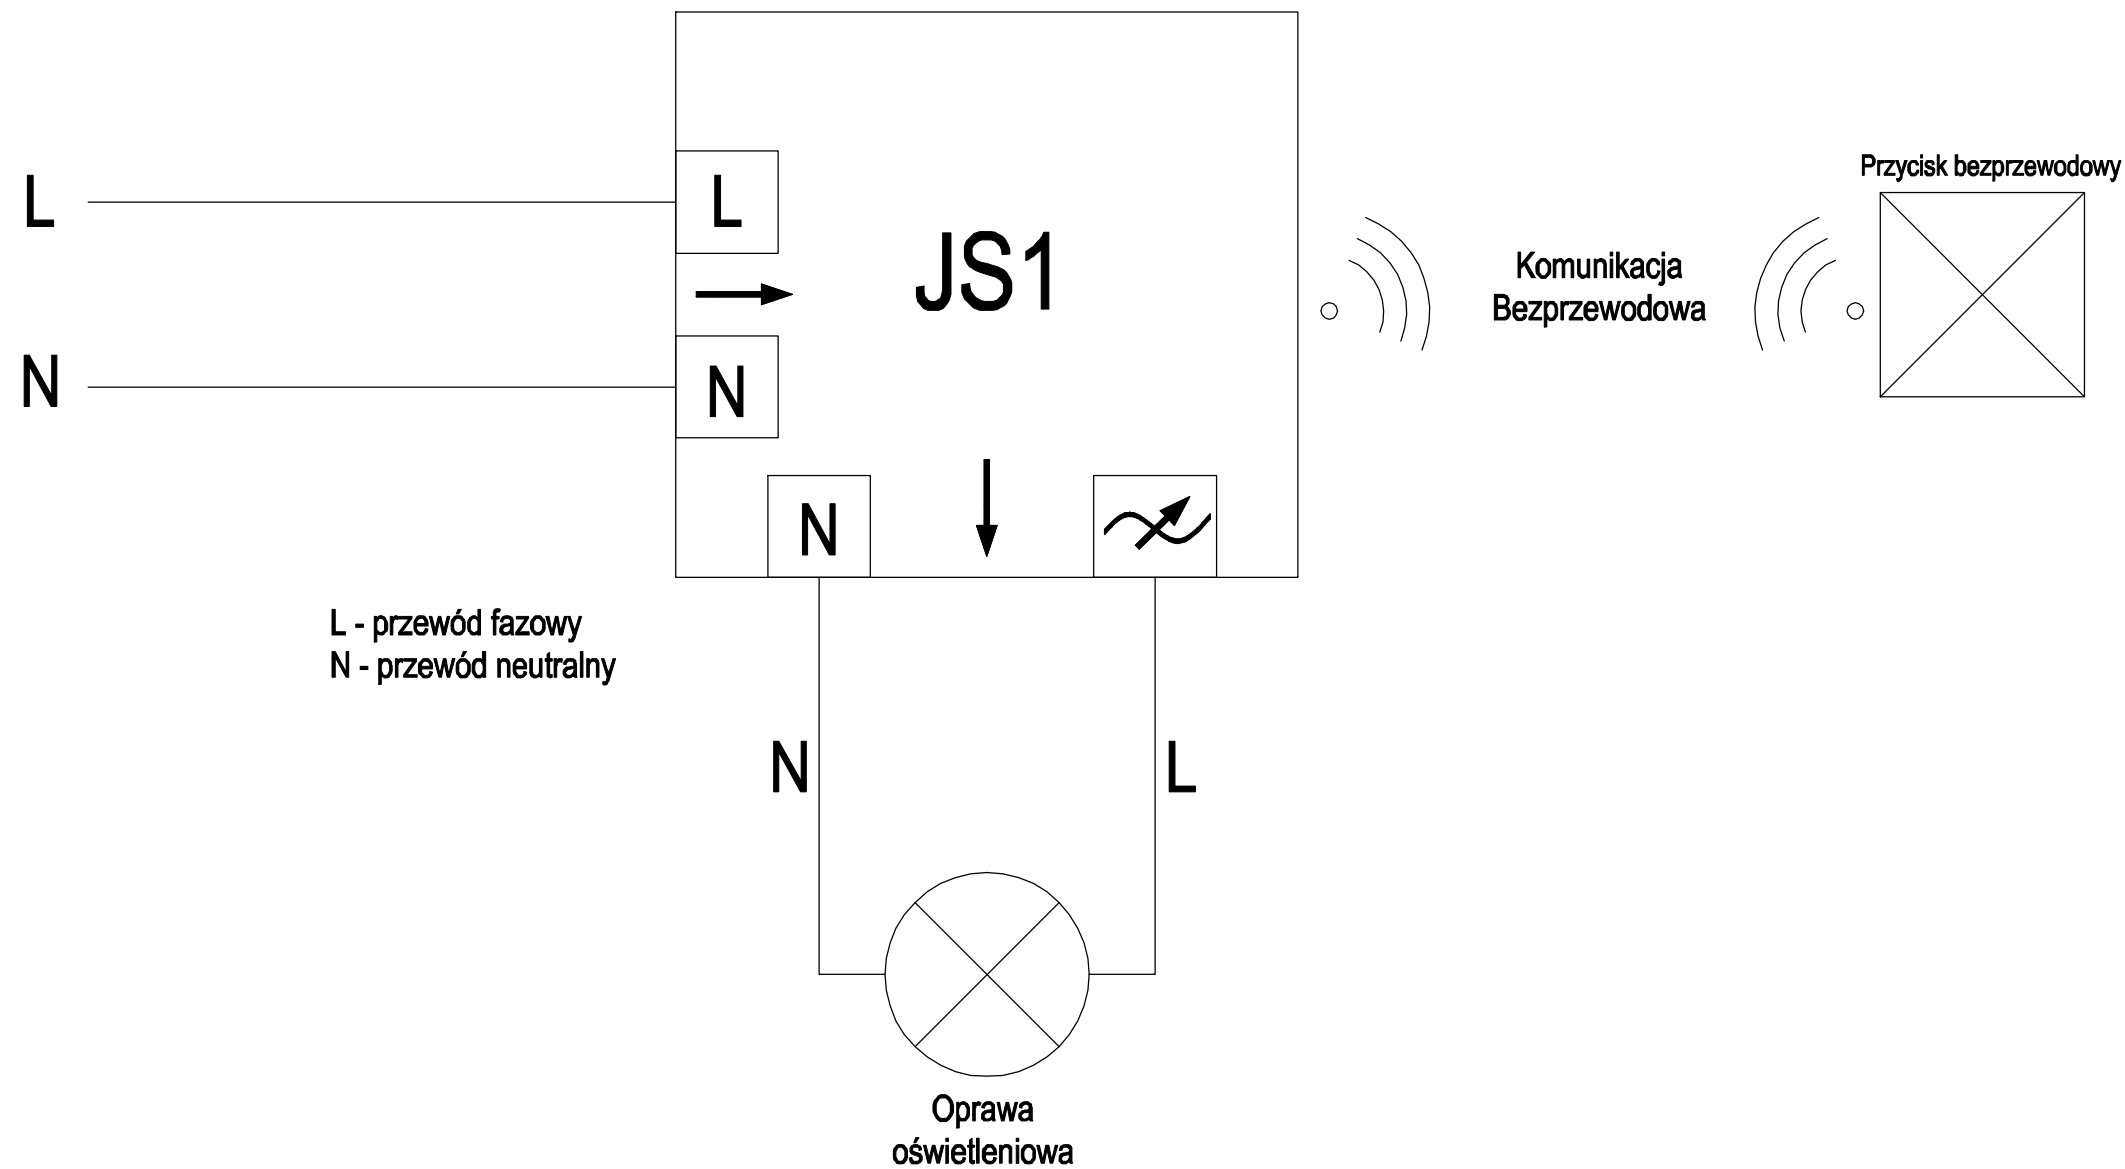 L
L
JS1
Przycisk bezprzewodowy
Komunikacja
Bezprzewodowa
N
N
N
L - przewód fazowy
N - przewód neutralny
N
L
Oprawa
oświetleniowa